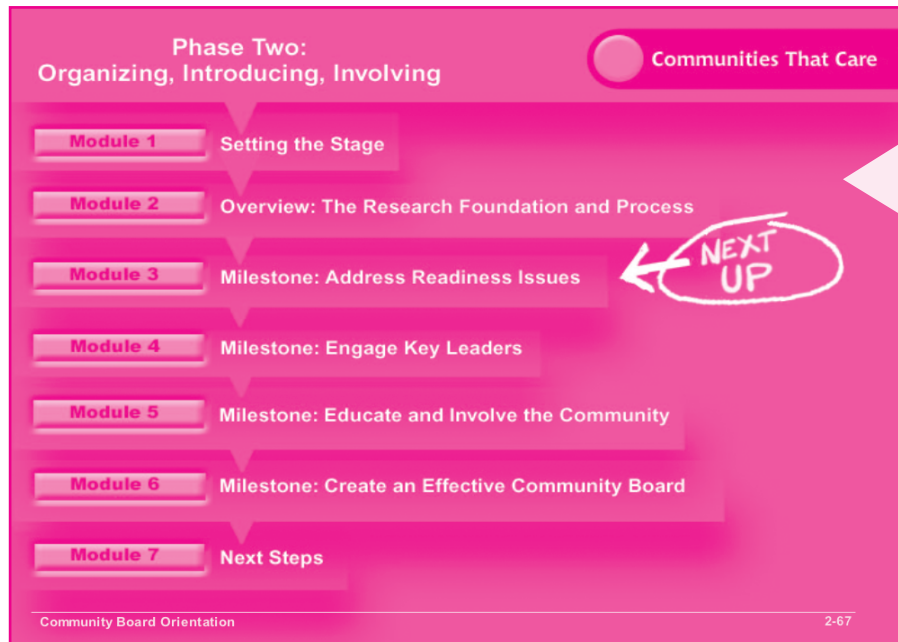 Phase Two:
Organizing, Introducing, Involving
Communities That Care
Module 1
Setting the Stage
Module 2
Overview: The Research Foundation and Process
Module 3
Milestone: Address Readiness Issues
NEXT
UP
Module 4
Milestone: Engage Key Leaders
Module 5
Milestone: Educate and Involve the Community
Module 6
Milestone: Create an Effective Community Board
Module 7
Next Steps
Community Board Orientation
2-67